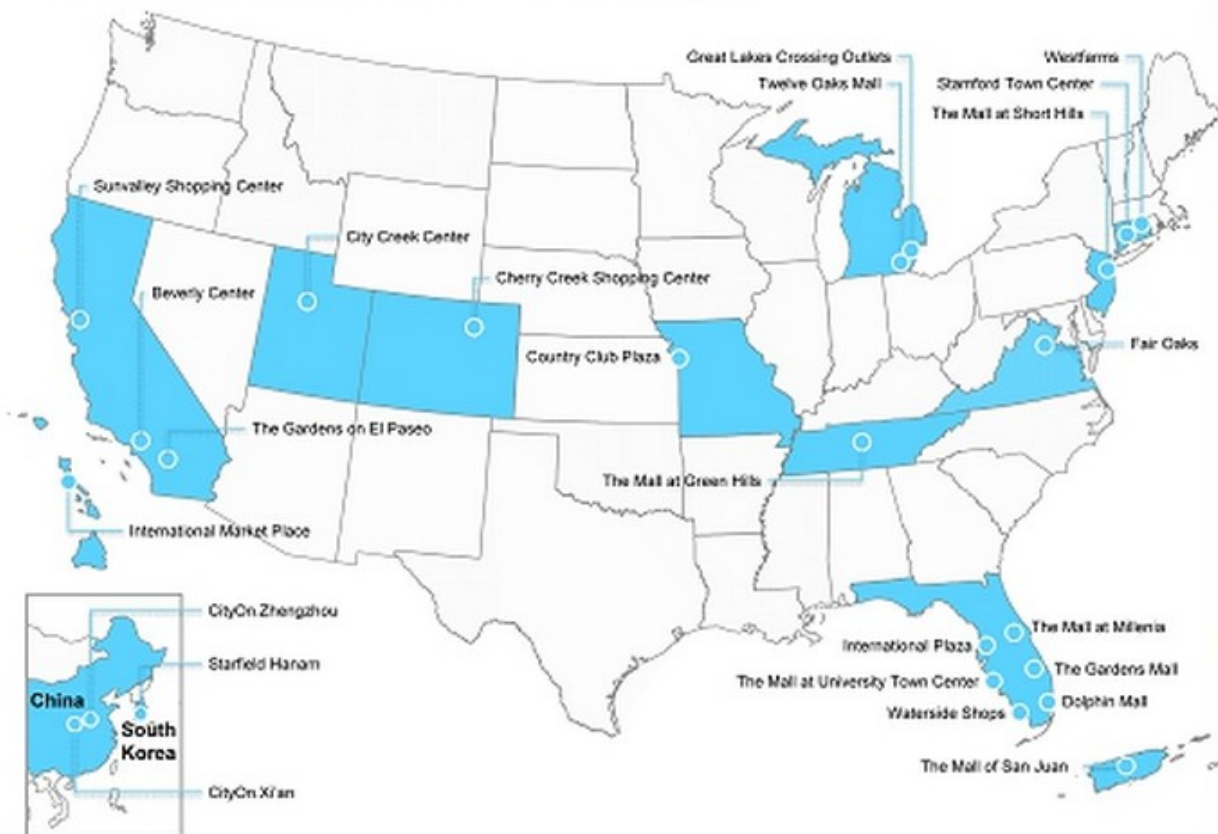 Great Lakes Crossing Outlets
Westfarms
Twelve Oaks Mall
Stamford Town Center
The Mall at Short Hills
Sunvalley Shopping Center
City Creek Center
Cherry Creek Shopping Center
Beverly Center
Country Club Plaza
Fair Oaks
The Gardens on El Paseo
The Mall at Green Hills
International Market Place
CityOn Zhengzhou
Starfield Hanam
China
South
Korea
CityOn Xi'an
The Mall at Millenia
International Plaza
The Gardens Mall
The Mall at University Town Center
Dolphin Mall
Waterside Shops
The Mall of San Juan